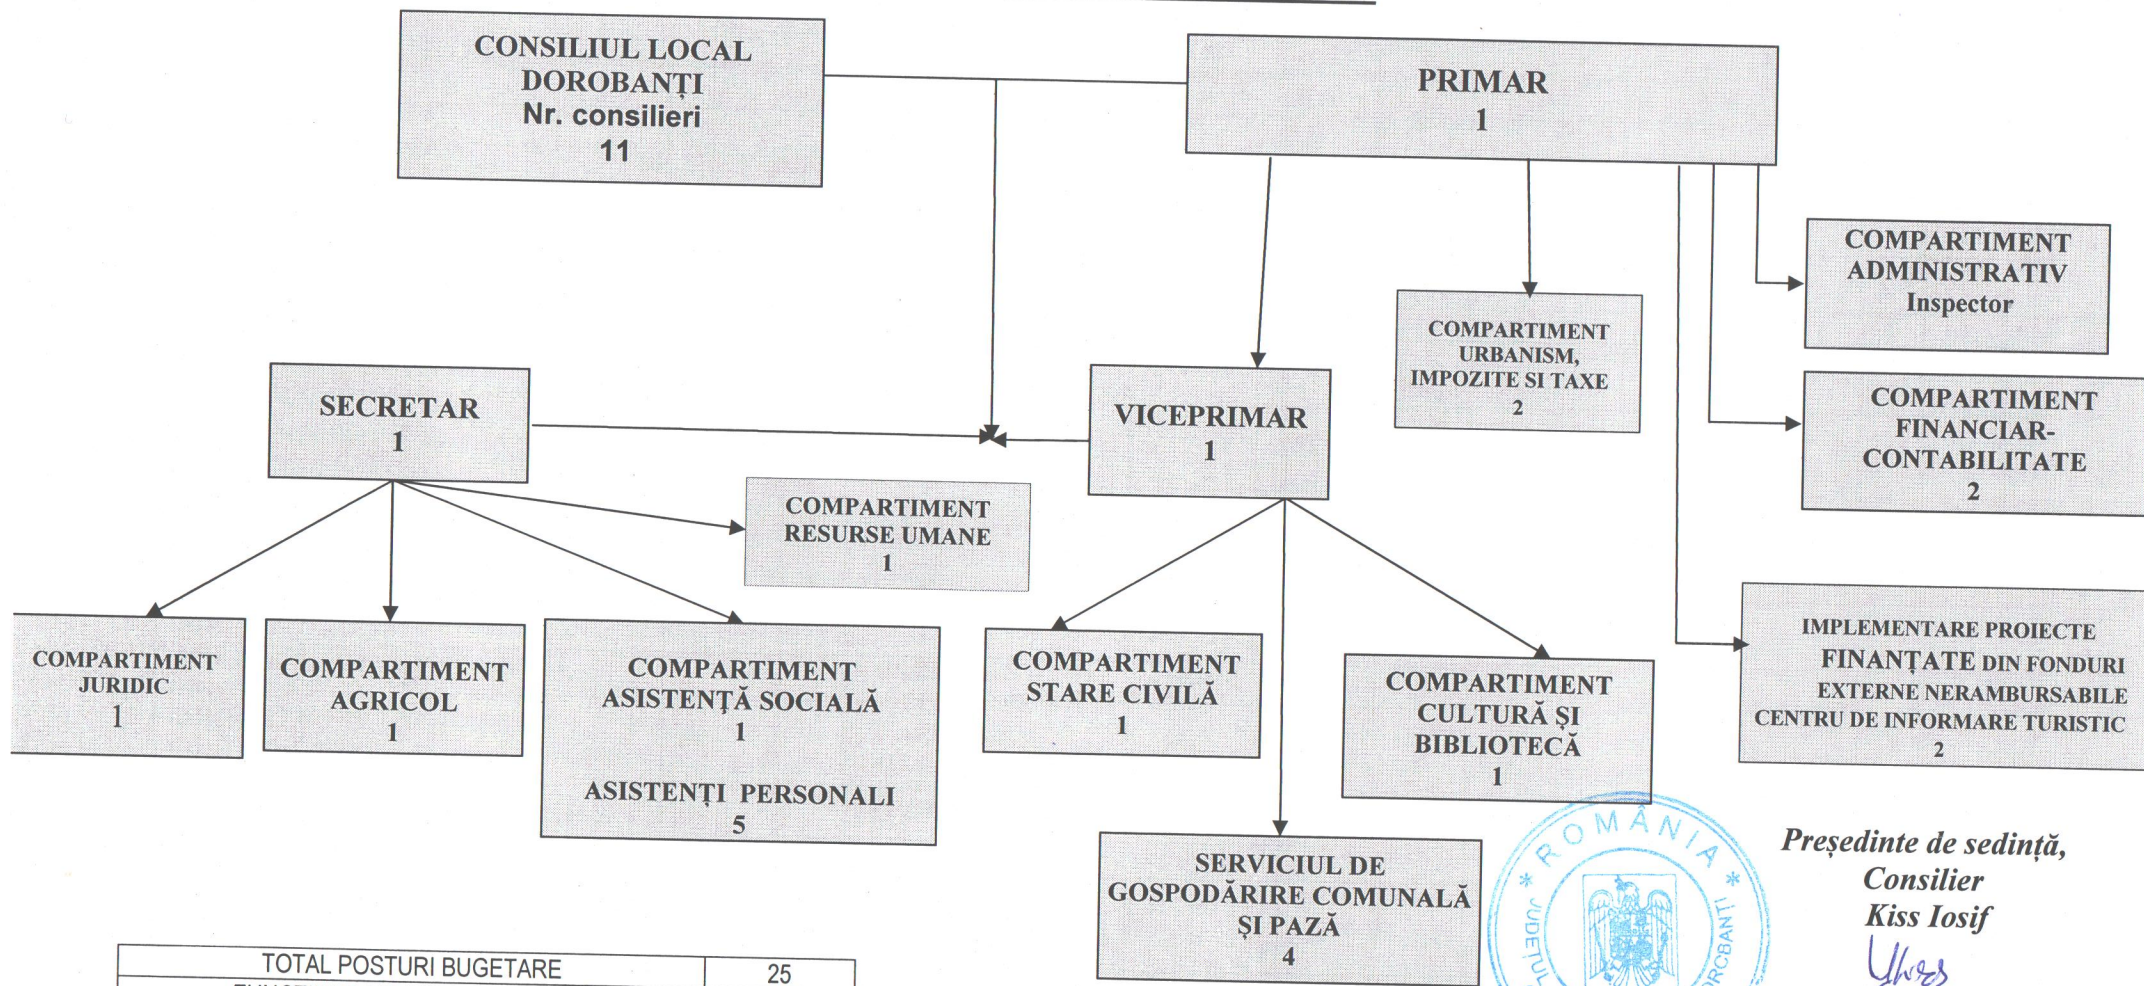 CONSILIUL LOCAL
DOROBANȚI
Nr. consilieri
11
PRIMAR
1
COMPARTIMENT
ADMINISTRATIV
Inspector
COMPARTIMENT
URBANISM,
IMPOZITE SI TAXE
2
SECRETAR
1
VICEPRIMAR
1
COMPARTIMENT
FINANCIAR-
CONTABILITATE
2
COMPARTIMENT
RESURSE UMANE
1
COMPARTIMENT
JURIDIC
1
COMPARTIMENT
AGRICOL
1
COMPARTIMENT
ASISTENŢĂ SOCIALĂ
1
ASISTENȚI PERSONALI
5
COMPARTIMENT
STARE CIVILĂ
1
COMPARTIMENT
CULTURĂ ȘI
BIBLIOTECĂ
1
IMPLEMENTARE PROIECTE
FINANȚATE DIN FONDURI
EXTERNE NERAMBURSABILE
CENTRU DE INFORMARE TURISTIC
2
SERVICIUL DE
GOSPODĂRIRE COMUNALĂ
ȘI PAZĂ
4
* ROMÂNIA *
Președinte de sedință,
Consilier
Kiss Iosif
TOTAL POSTURI BUGETARE 25